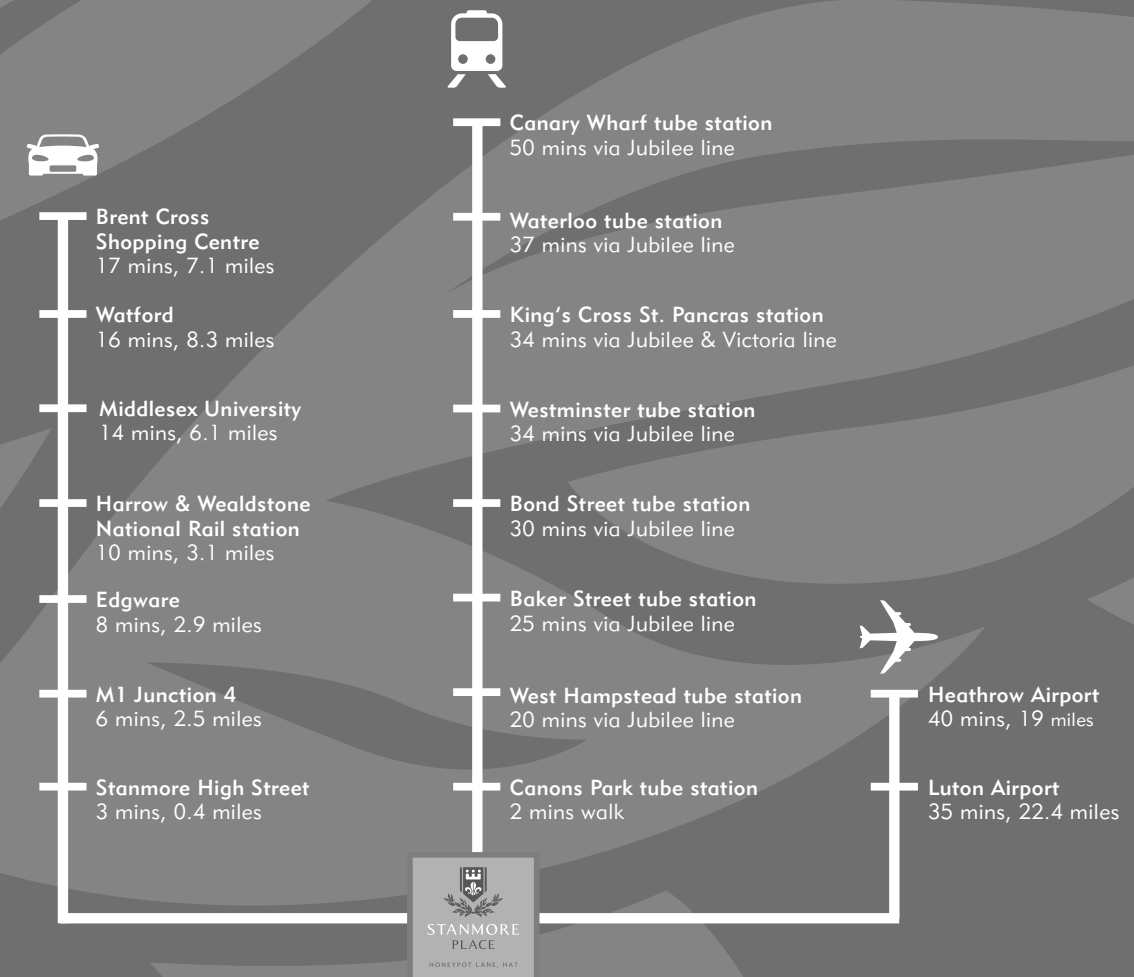 Canary Wharf tube station
50 mins via Jubilee line
Brent Cross
Shopping Centre
17 mins, 7.1 miles
Watford
16 mins, 8.3 miles
Middlesex University
14 mins, 6.1 miles
Harrow & Wealdstone
National Rail station
10 mins, 3.1 miles
Edgware
8 mins, 2.9 miles
M1 Junction 4
6 mins, 2.5 miles
Stanmore High Street
3 mins, 0.4 miles
Waterloo tube station
37 mins via Jubilee line
King's Cross St. Pancras station
34 mins via Jubilee & Victoria line
Westminster tube station
34 mins via Jubilee line
Bond Street tube station
30 mins via Jubilee line
Baker Street tube station
25 mins via Jubilee line
West Hampstead tube station
20 mins via Jubilee line
Canons Park tube station
2 mins walk
Heathrow Airport
40 mins, 19 miles
Luton Airport
35 mins, 22.4 miles
STANMORE
PLACE
HONEYPOT LANE, HA7